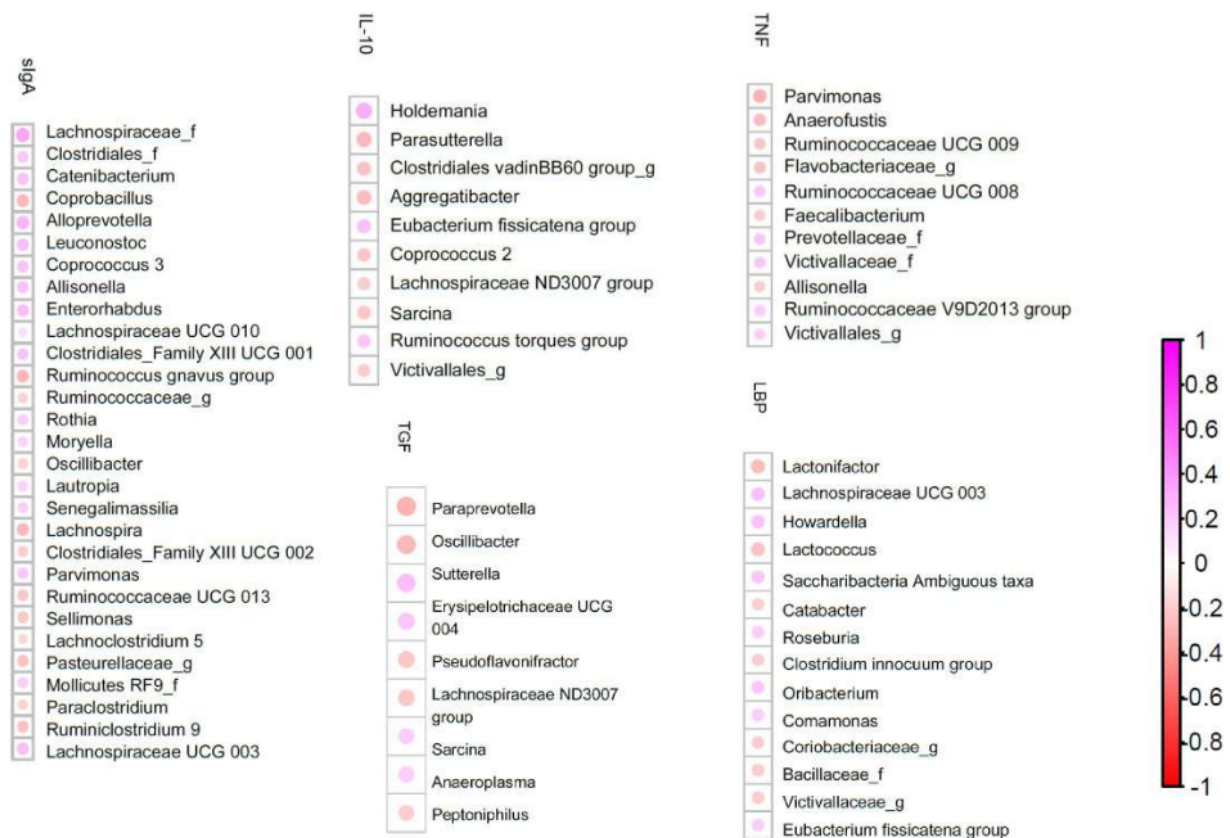 sIgA
Lachnospiraceae_f
Clostridiales_f
Catenibacterium
Coprobacillus
Alloprevotella
Leuconostoc
Coprococcus 3
Allisonella
Enterorhabdus
Lachnospiraceae UCG 010
Clostridiales_Family XIII UCG 001
Ruminococcus gnavus group
Ruminococcaceae_g
Rothia
Moryella
Oscillibacter
Lautropia
Senegalimassilia
Lachnospira
Clostridiales_Family XIII UCG 002
Parvimonas
Ruminococcaceae UCG 013
Sellimonas
Lachnoclostridium 5
Pasteurellaceae_g
Mollicutes RF9_f
Paraclostridium
Ruminiclostridium 9
Lachnospiraceae UCG 003
IL-10
Holdemania
Parasutterella
Clostridiales vadinBB60 group_g
Aggregatibacter
Eubacterium fissicatena group
Coprococcus 2
Lachnospiraceae ND3007 group
Sarcina
Ruminococcus torques group
Victivallales_g
TGF
Paraprevotella
Oscillibacter
Sutterella
Erysipelotrichaceae UCG
004
Pseudoflavonifractor
Lachnospiraceae ND3007
group
Sarcina
Anaeroplasma
Peptoniphilus
TNF
Parvimonas
Anaerofustis
Ruminococcaceae UCG 009
Flavobacteriaceae_g
Ruminococcaceae UCG 008
Faecalibacterium
Prevotellaceae_f
Victivallaceae_f
Allisonella
Ruminococcaceae V9D2013 group
Victivallales_g
LBP
Lactonifactor
Lachnospiraceae UCG 003
Howardella
Lactococcus
Saccharibacteria Ambiguous taxa
Catabacter
Roseburia
Clostridium innocuum group
Oribacterium
Comamonas
Coriobacteriaceae_g
Bacillaceae_f
Victivallaceae_g
Eubacterium fissicatena group
1
0.8
0.6
0.4
0.2
0
-0.2
-0.4
-0.6
-0.8
-1